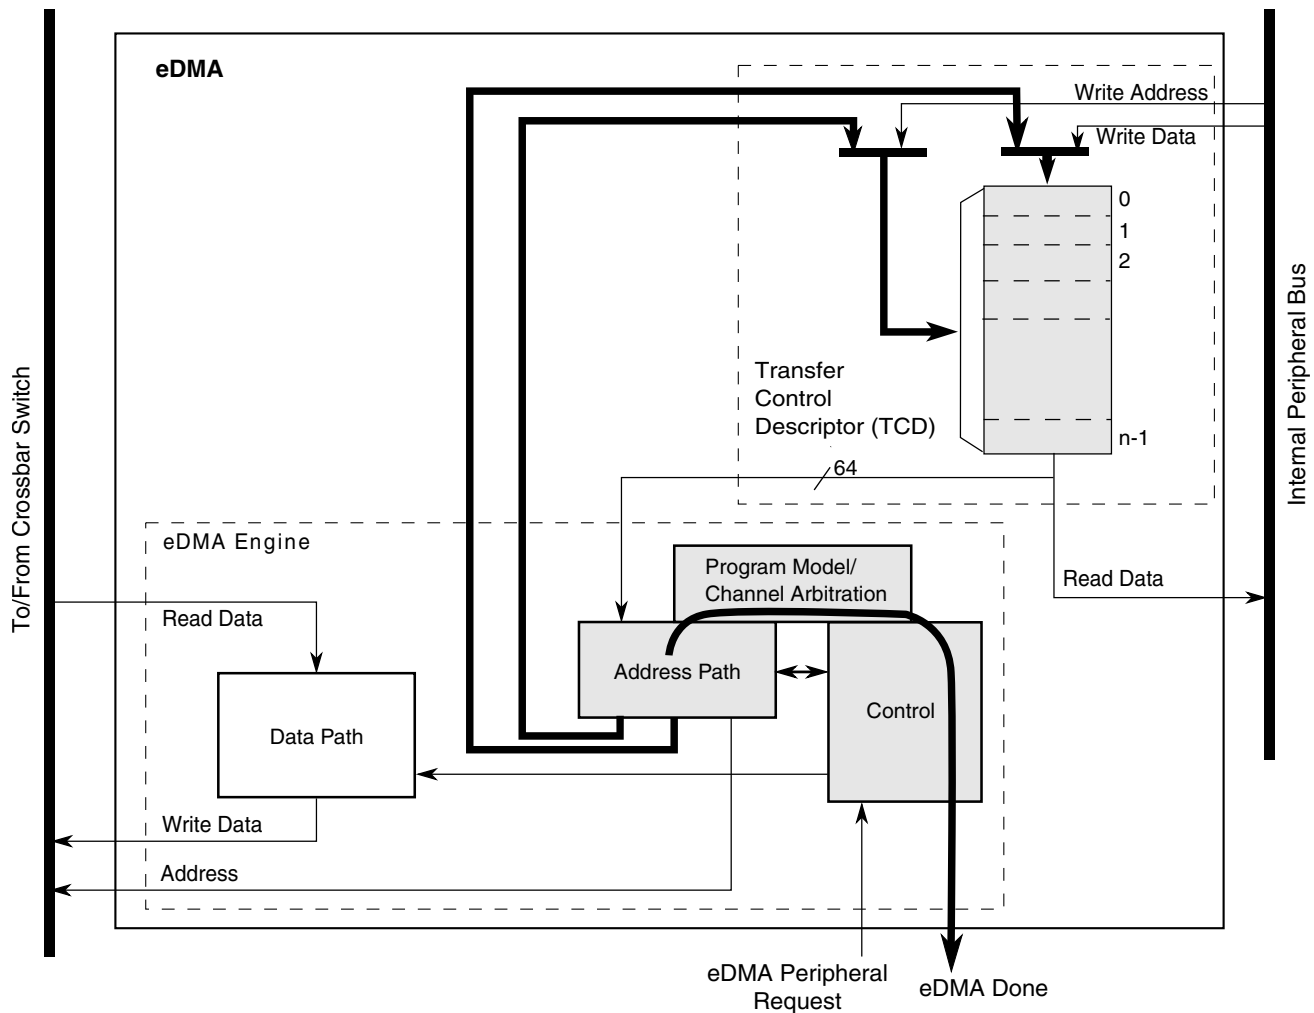 eDMA
Write Address
Write Data
0
1
2
n-1
Transfer
Control
Descriptor (TCD)
64
eDMA Engine
Program Model/
Channel Arbitration
Read Data
Read Data
Address Path
Control
Data Path
Write Data
Address
eDMA Peripheral
Request
eDMA Done
To/From Crossbar Switch
Internal Peripheral Bus